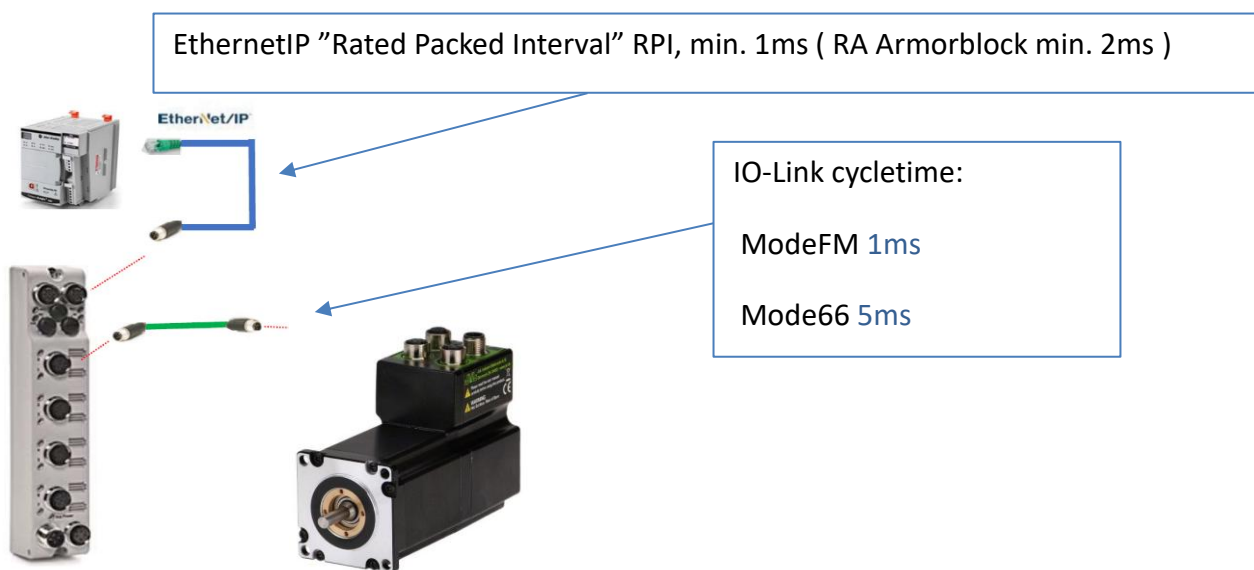 EthernetIP ”Rated Packed Interval” RPI, min. 1ms ( RA Armorblock min. 2ms )
EtherNet/IP
IO-Link cycletime:
ModeFM 1ms
Mode66 5ms
WARNING